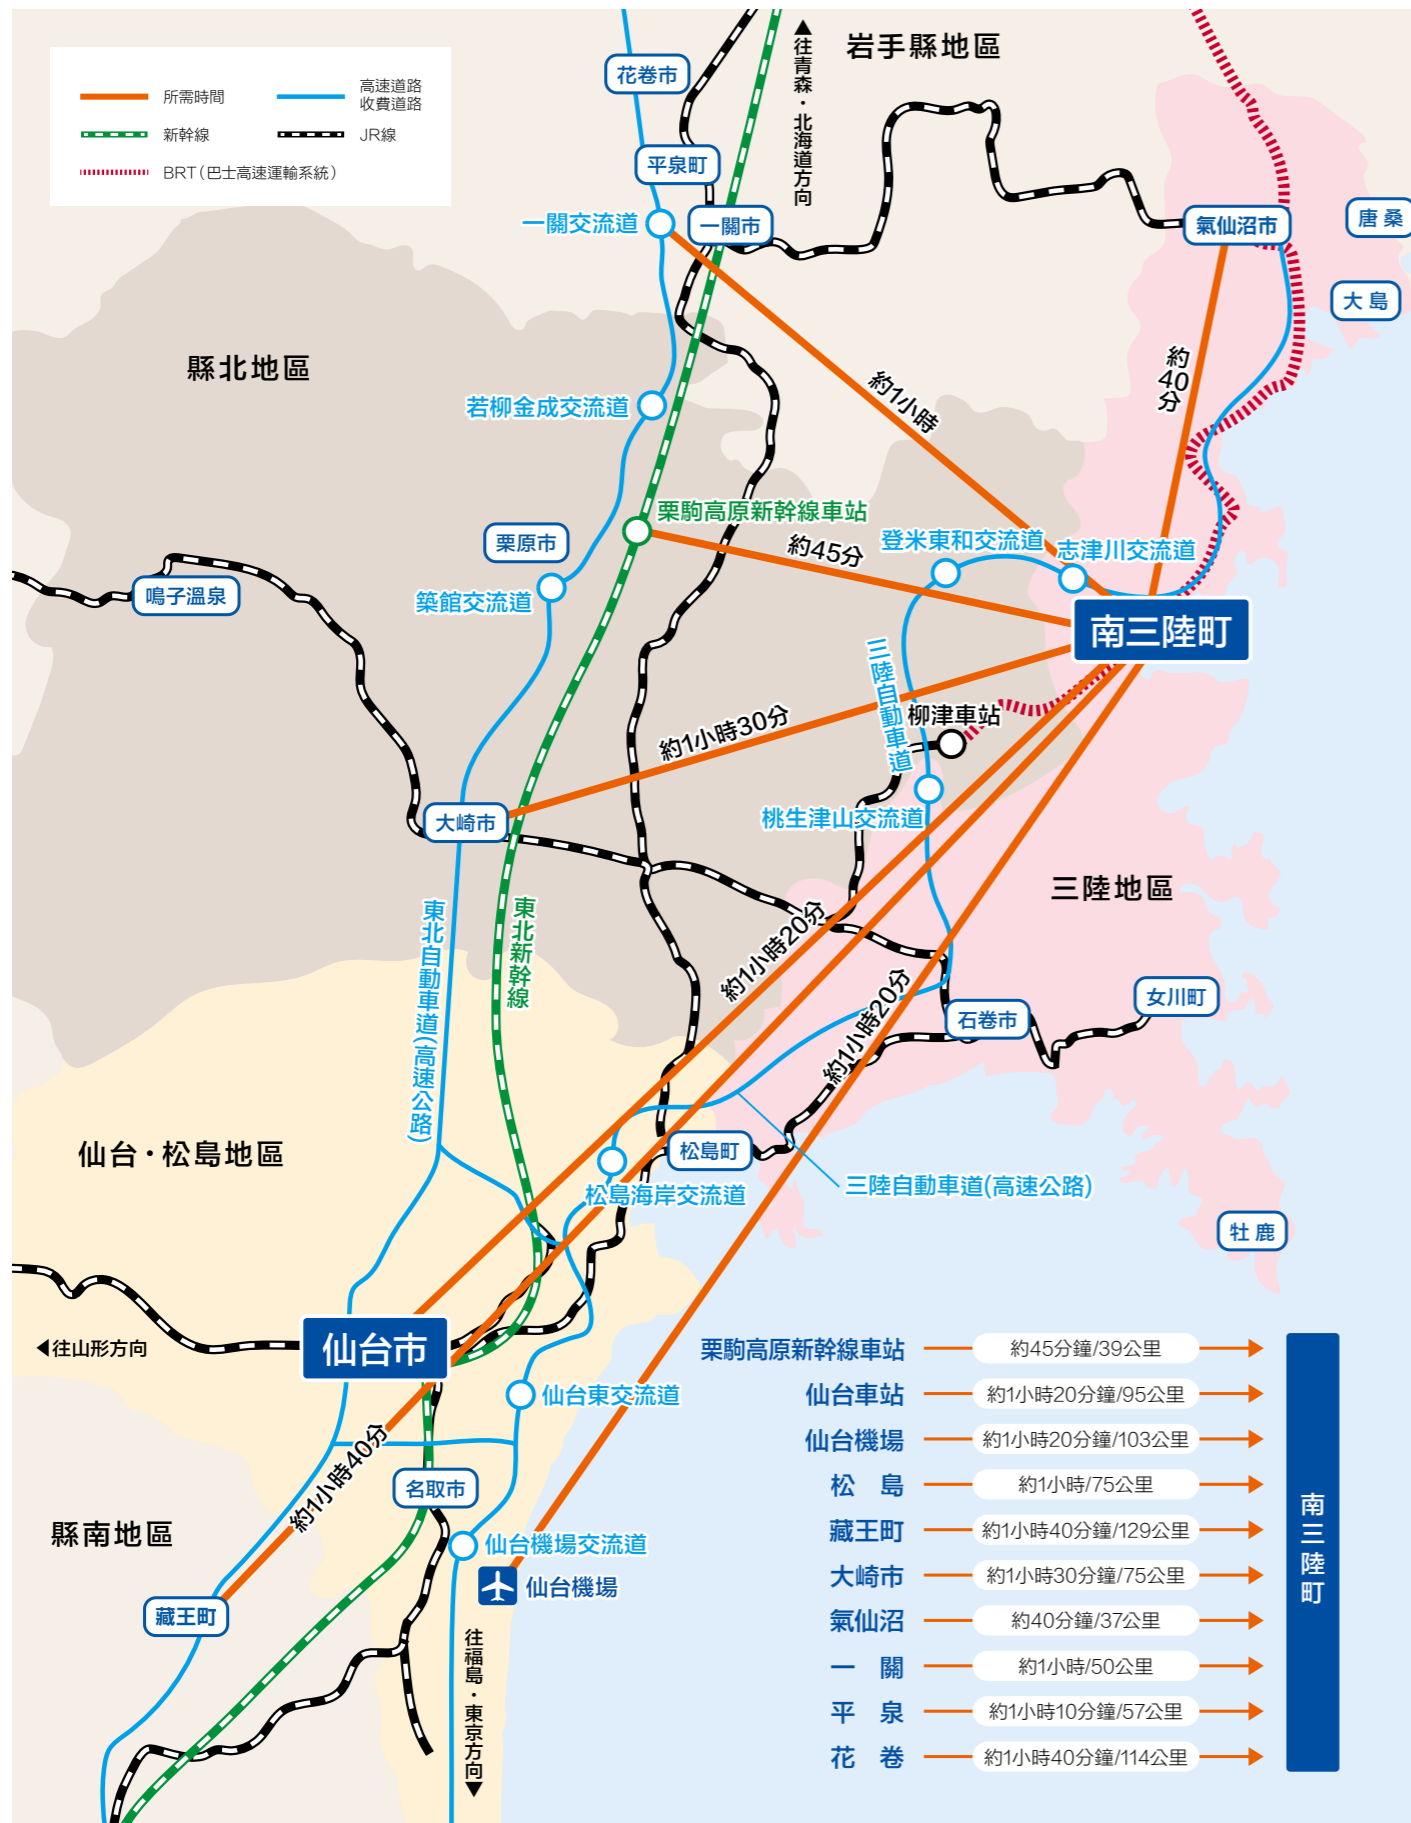 所需時間
高速道路
收費道路
新幹線
JR線
BRT（巴士高速運輸系統）
▲往青森・北海道方向
岩手縣地區
花卷市
平泉町
一關交流道
一關市
氣仙沼市
唐 桑
大 島
縣北地區
約1小時
約40分
若柳金成交流道
栗駒高原新幹線車站
栗原市
約45分
登米東和交流道
志津川交流道
鳴子溫泉
築館交流道
南三陸町
三陸自動車道
柳津車站
約1小時30分
大崎市
桃生津山交流道
三陸地區
東北自動車道(高速公路)
東北新幹線
約1小時20分
約1小時20分
石卷市
女川町
仙台・松島地區
松島町
松島海岸交流道
三陸自動車道(高速公路)
牡 鹿
◀往山形方向
仙台市
仙台東交流道
約1小時40分
名取市
縣南地區
仙台機場交流道
仙台機場
藏王町
往福島・東京方向▼
栗駒高原新幹線車站 約45分鐘/39公里
仙台車站 約1小時20分鐘/95公里
仙台機場 約1小時20分鐘/103公里
松 島 約1小時/75公里
藏王町 約1小時40分鐘/129公里
大崎市 約1小時30分鐘/75公里
氣仙沼 約40分鐘/37公里
一 關 約1小時/50公里
平 泉 約1小時10分鐘/57公里
花 卷 約1小時40分鐘/114公里
南三陸町